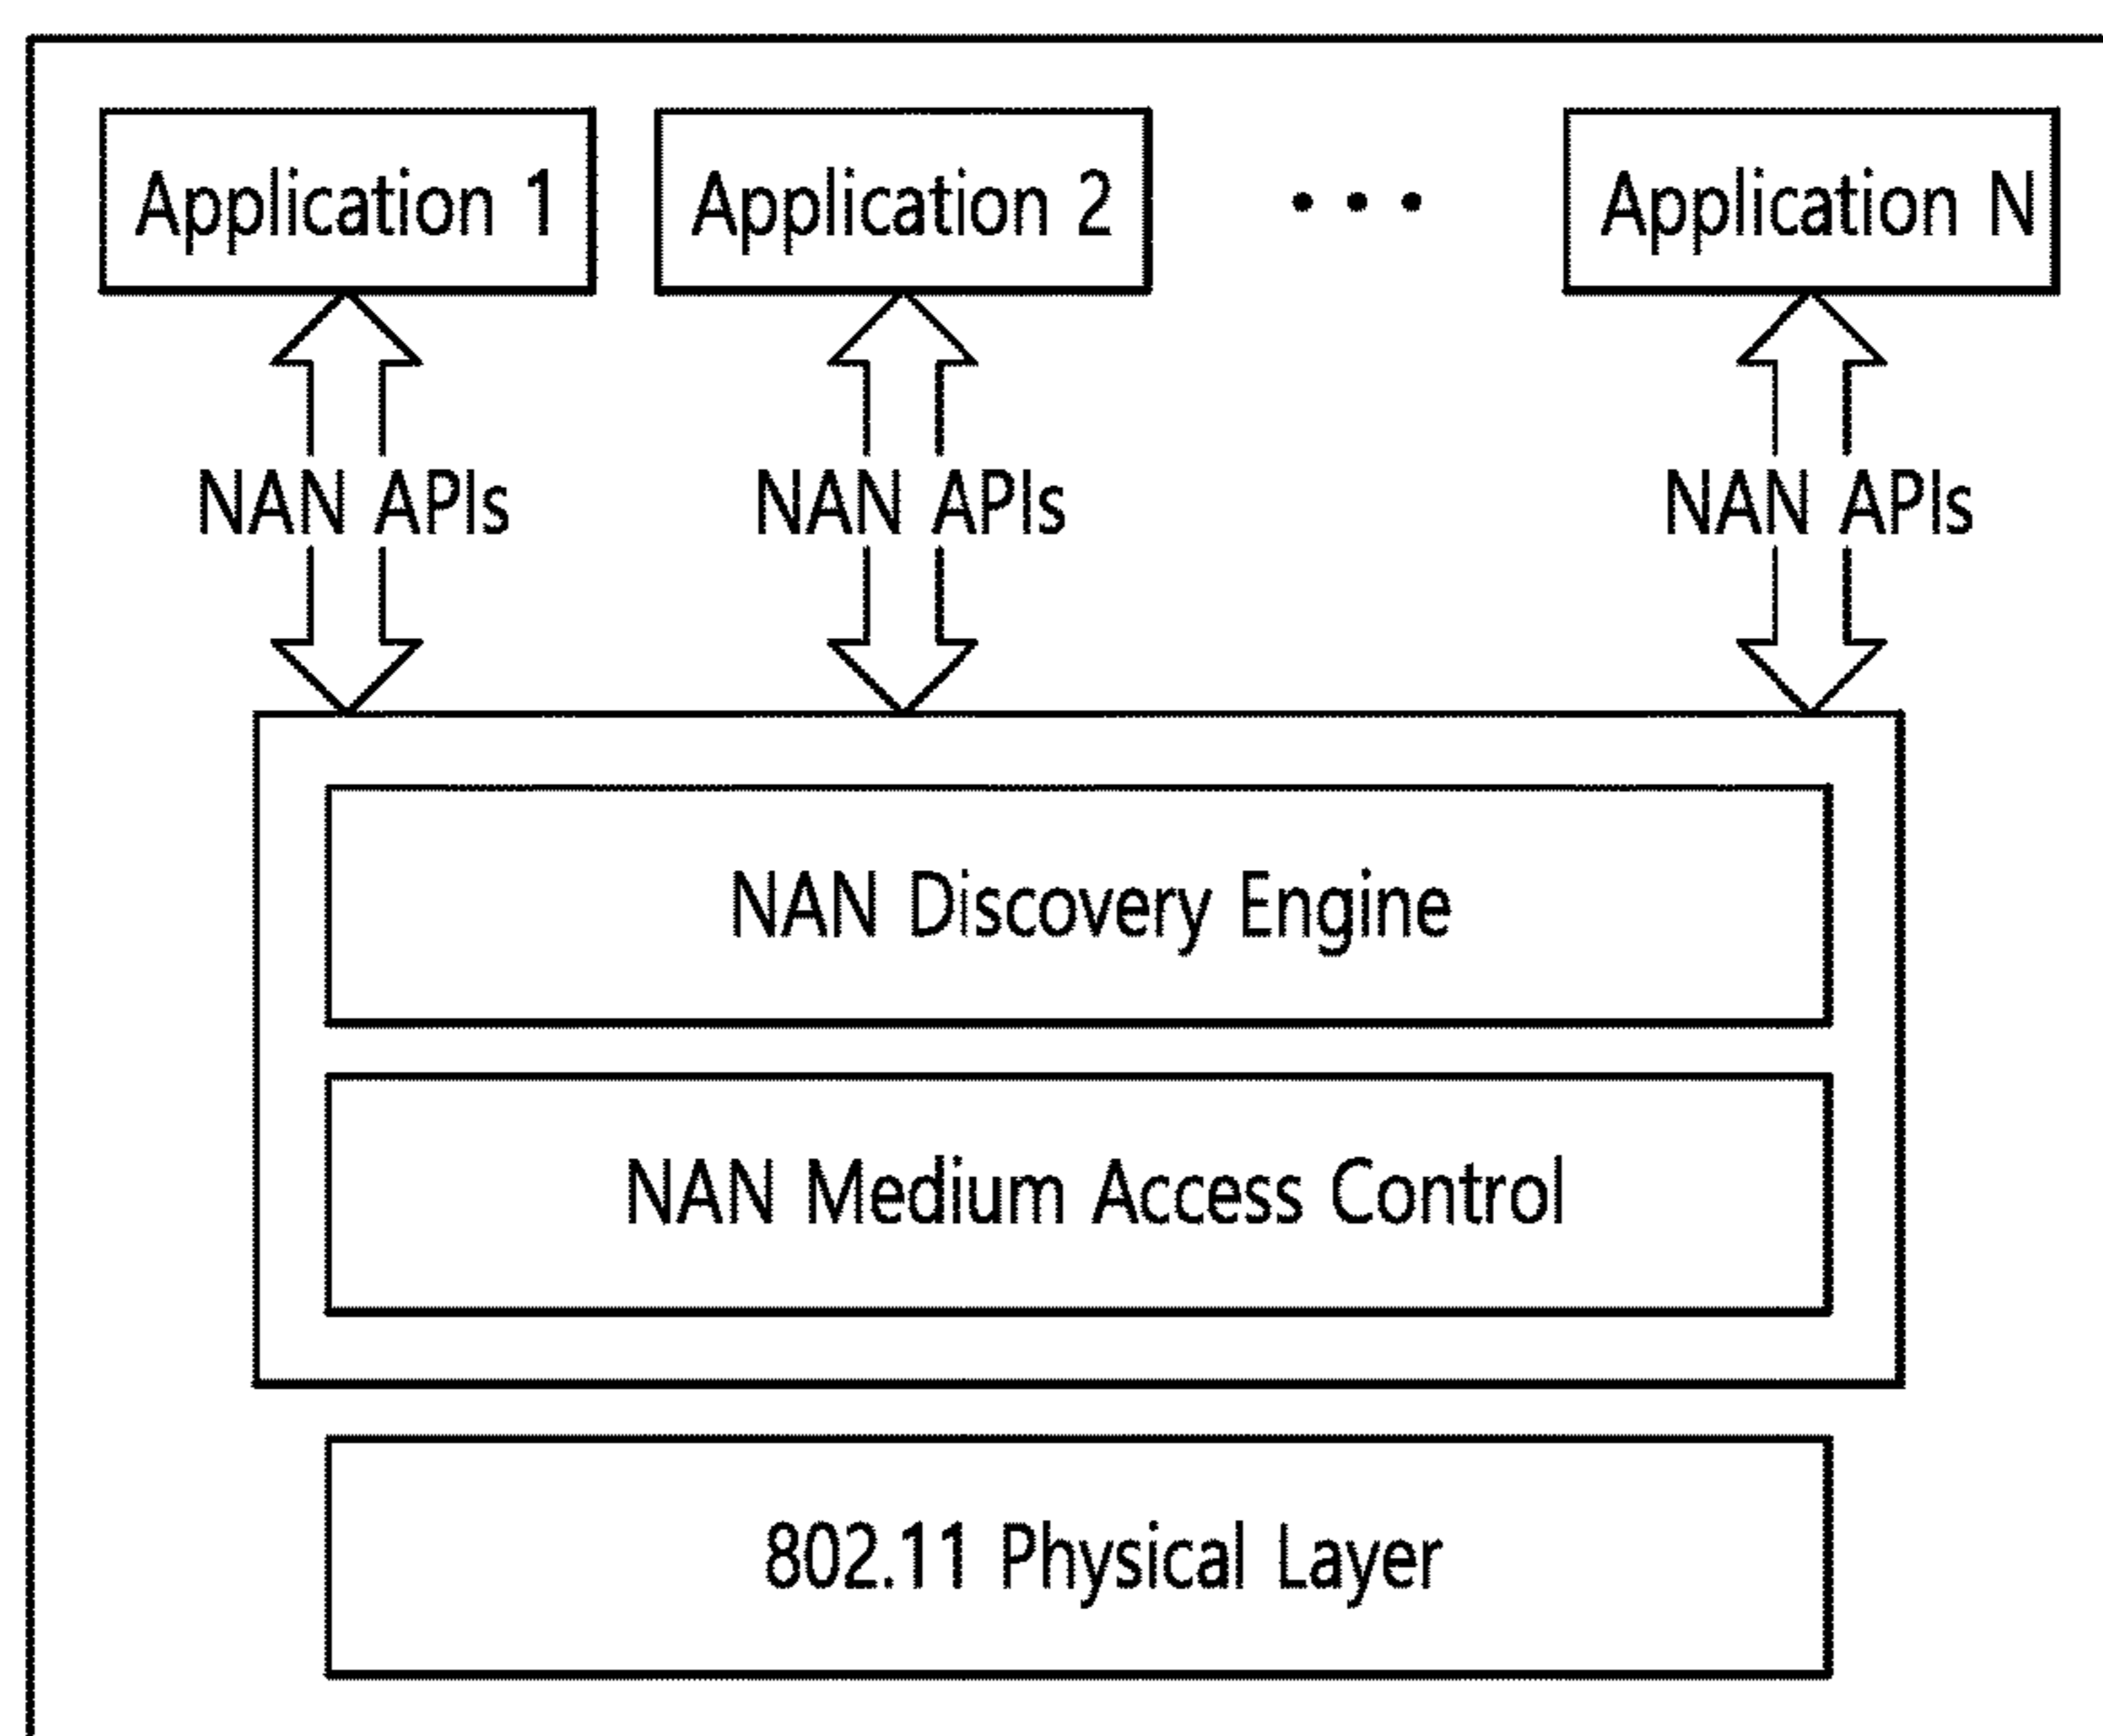 Application 1 Application 2 ••• Application N
NAN APIs NAN APIs NAN APIs
NAN Discovery Engine
NAN Medium Access Control
802.11 Physical Layer